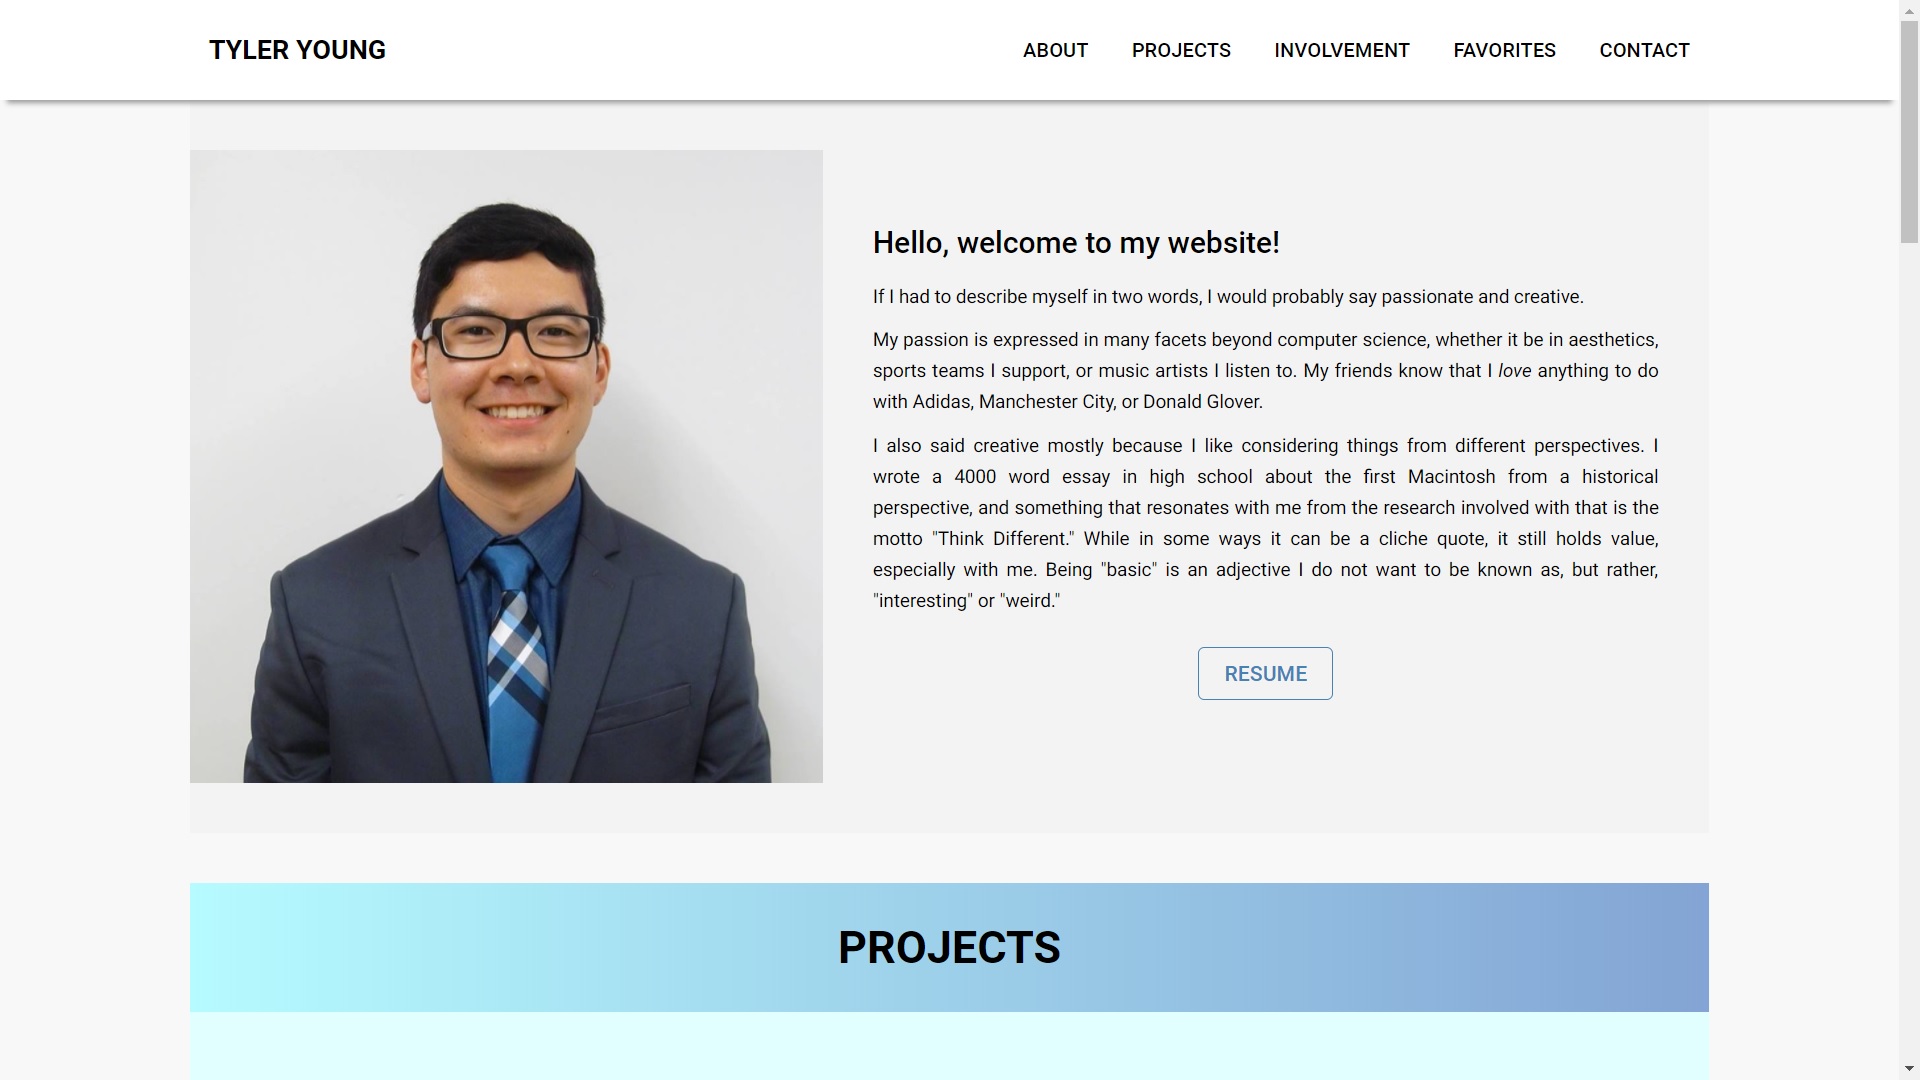 TYLER YOUNG
ABOUT PROJECTS INVOLVEMENT FAVORITES CONTACT
Hello, welcome to my website!
If I had to describe myself in two words, I would probably say passionate and creative.
My passion is expressed in many facets beyond computer science, whether it be in aesthetics,
sports teams I support, or music artists I listen to. My friends know that I love anything to do
with Adidas, Manchester City, or Donald Glover.
I also said creative mostly because I like considering things from different perspectives. I
wrote a 4000 word essay in high school about the first Macintosh from a historical
perspective, and something that resonates with me from the research involved with that is the
motto "Think Different." While in some ways it can be a cliche quote, it still holds value,
especially with me. Being "basic" is an adjective I do not want to be known as, but rather,
"interesting" or "weird."
RESUME
PROJECTS